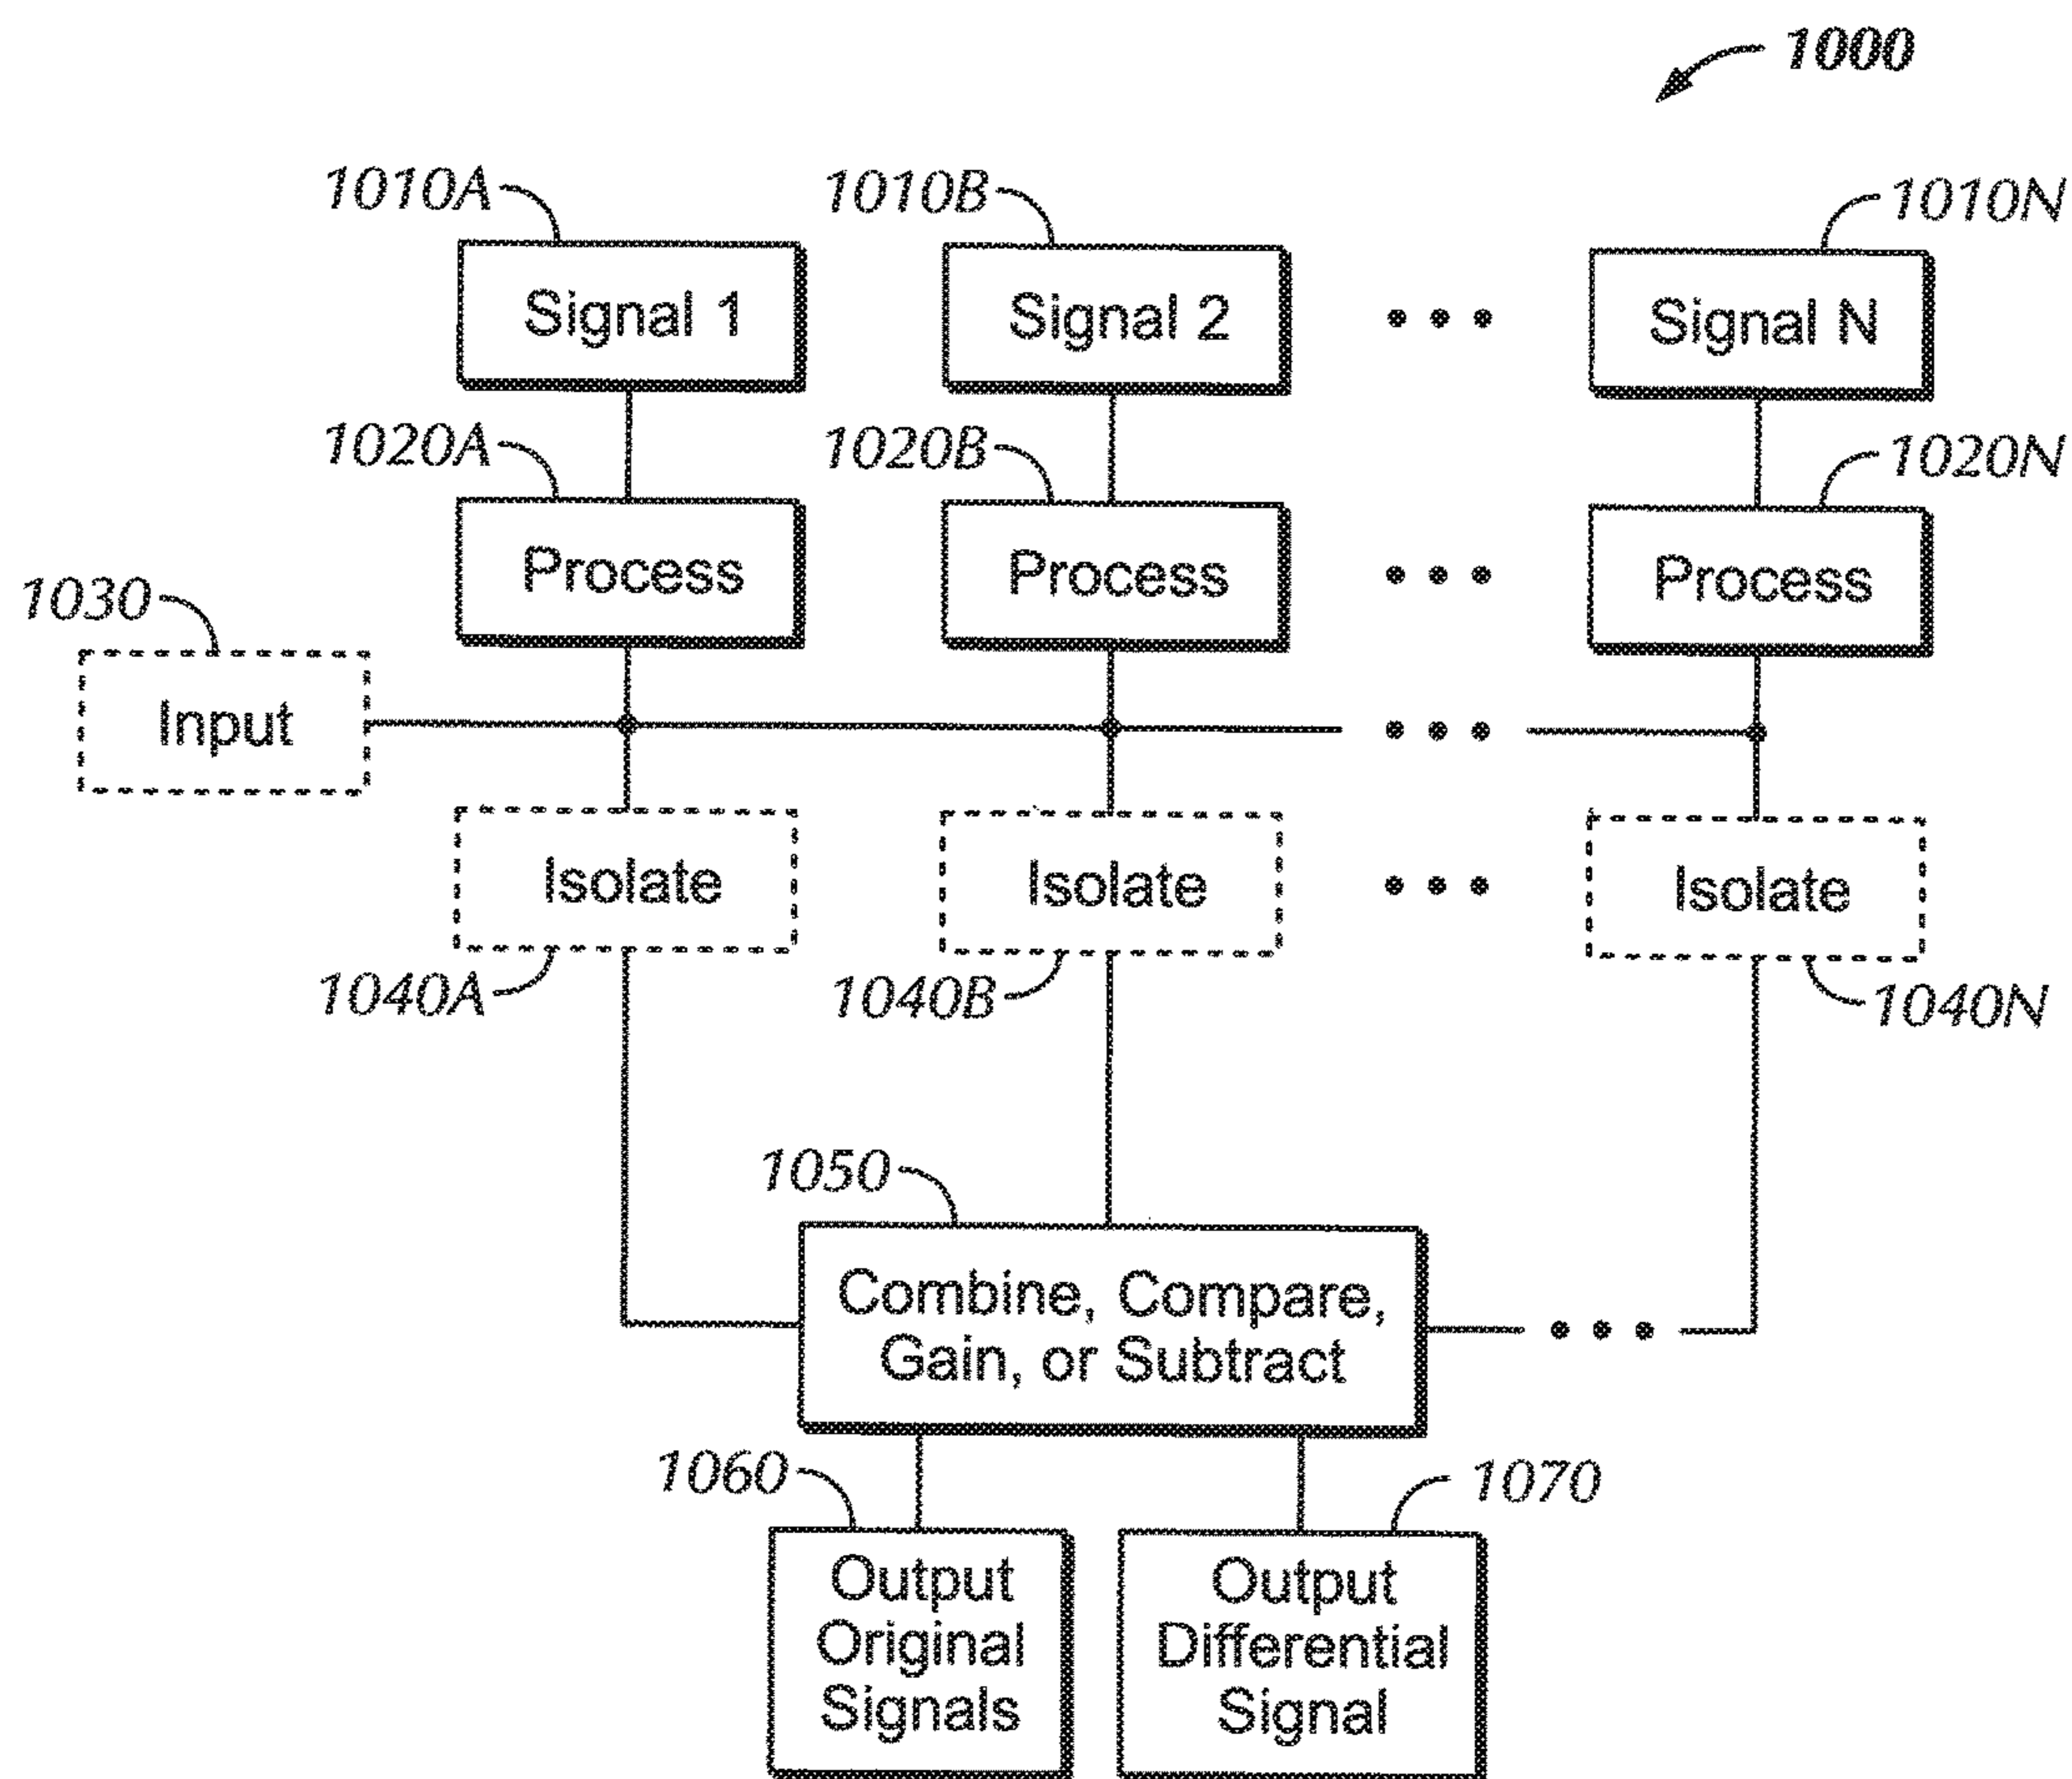 1000
1010A
1010B
1010N
Signal 1
Signal 2
Signal N
1020A
1020B
1020N
Process
Process
Process
1030
Input
Isolate
Isolate
Isolate
1040A
1040B
1040N
1050
Combine, Compare,
Gain, or Subtract
1060
1070
Output
Original
Signals
Output
Differential
Signal